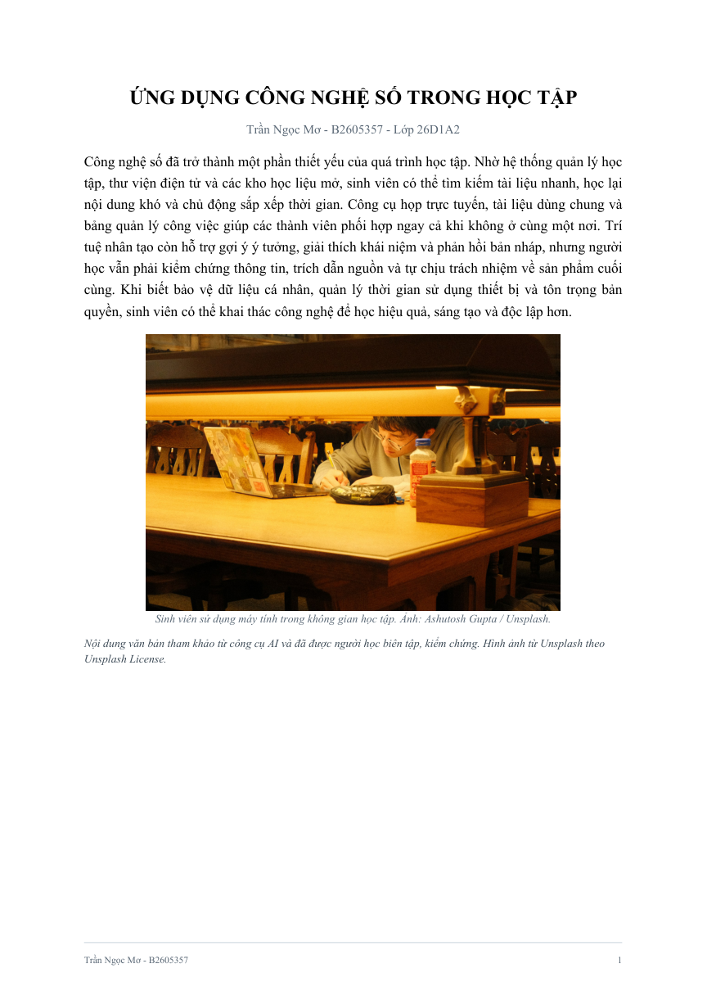 ỨNG DỤNG CÔNG NGHỆ SỐ TRONG HỌC TẬP
Trần Ngọc Mơ - B2605357 - Lớp 26D1A2
Công nghệ số đã trở thành một phần thiết yếu của quá trình học tập. Nhờ hệ thống quản lý học
tập, thư viện điện tử và các kho học liệu mở, sinh viên có thể tìm kiếm tài liệu nhanh, học lại
nội dung khó và chủ động sắp xếp thời gian. Công cụ họp trực tuyến, tài liệu dùng chung và
bảng quản lý công việc giúp các thành viên phối hợp ngay cả khi không ở cùng một nơi. Trí
tuệ nhân tạo còn hỗ trợ gợi ý ý tưởng, giải thích khái niệm và phản hồi bản nháp, nhưng người
học vẫn phải kiểm chứng thông tin, trích dẫn nguồn và tự chịu trách nhiệm về sản phẩm cuối
cùng. Khi biết bảo vệ dữ liệu cá nhân, quản lý thời gian sử dụng thiết bị và tôn trọng bản
quyền, sinh viên có thể khai thác công nghệ để học hiệu quả, sáng tạo và độc lập hơn.
Sinh viên sử dụng máy tính trong không gian học tập. Ảnh: Ashutosh Gupta / Unsplash.
Nội dung văn bản tham khảo từ công cụ AI và đã được người học biên tập, kiểm chứng. Hình ảnh từ Unsplash theo
Unsplash License.
Trần Ngọc Mơ - B2605357
1